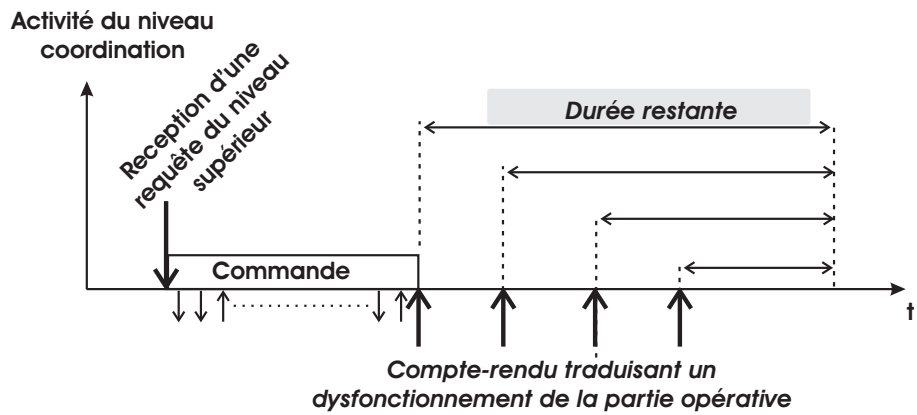 Activité du niveau
coordination
Reception d'une
requête du niveau
supérieur
Durée restante
Commande
t
Compte-rendu traduisant un
dysfonctionnement de la partie opérative